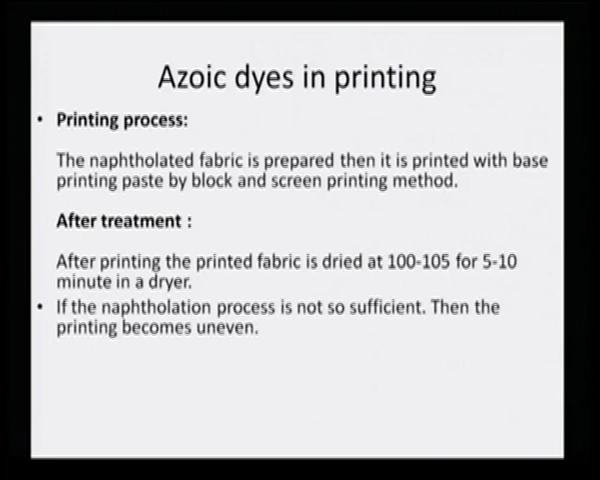 Azoic dyes in printing
• Printing process:
The naphtholated fabric is prepared then it is printed with base
printing paste by block and screen printing method.
After treatment :
After printing the printed fabric is dried at 100-105 for 5-10
minute in a dryer.
• If the naphtholation process is not so sufficient. Then the
printing becomes uneven.